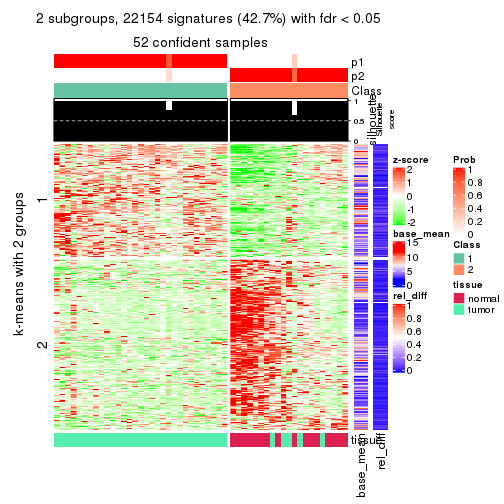 2 subgroups, 22154 signatures (42.7%) with fdr < 0.05
52 confident samples
p1
p2
Class
1
0.5
0
silhouette
Silhouette
score
k-means with 2 groups
1
2
tissue
base_mean
rel_diff
z-score
2
1
0
-1
-2
base_mean
15
10
5
0
rel_diff
1
0.8
0.6
0.4
0.2
0
Prob
1
0.8
0.6
0.4
0.2
0
Class
1
2
tissue
normal
tumor